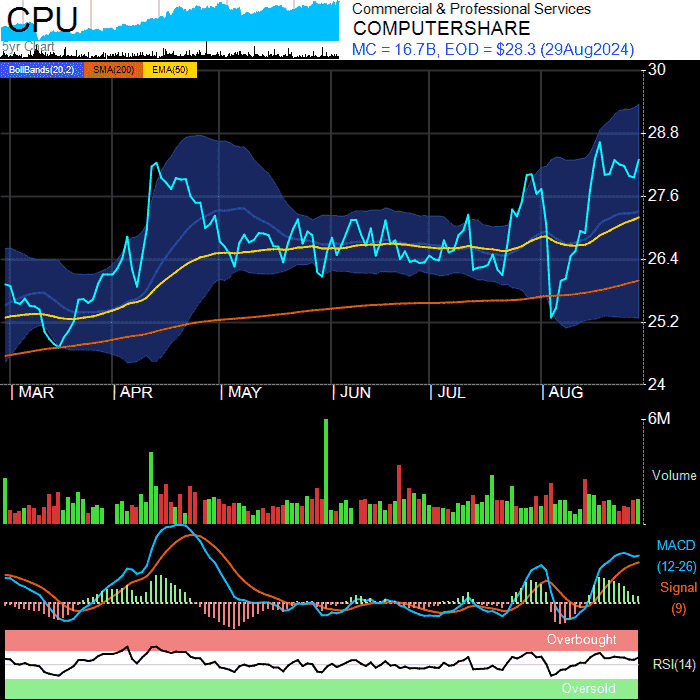 CPU
5yr Chart
Commercial & Professional Services
COMPUTERSHARE
MC = 16.7B, EOD = $28.3 (29Aug2024)
BollBands(20,2) SMA(200) EMA(50)
30
28.8
27.6
26.4
25.2
24
MAR APR MAY JUN JUL AUG
6M
Volume
MACD
(12-26)
Signal
(9)
Overbought
RSI(14)
Oversold